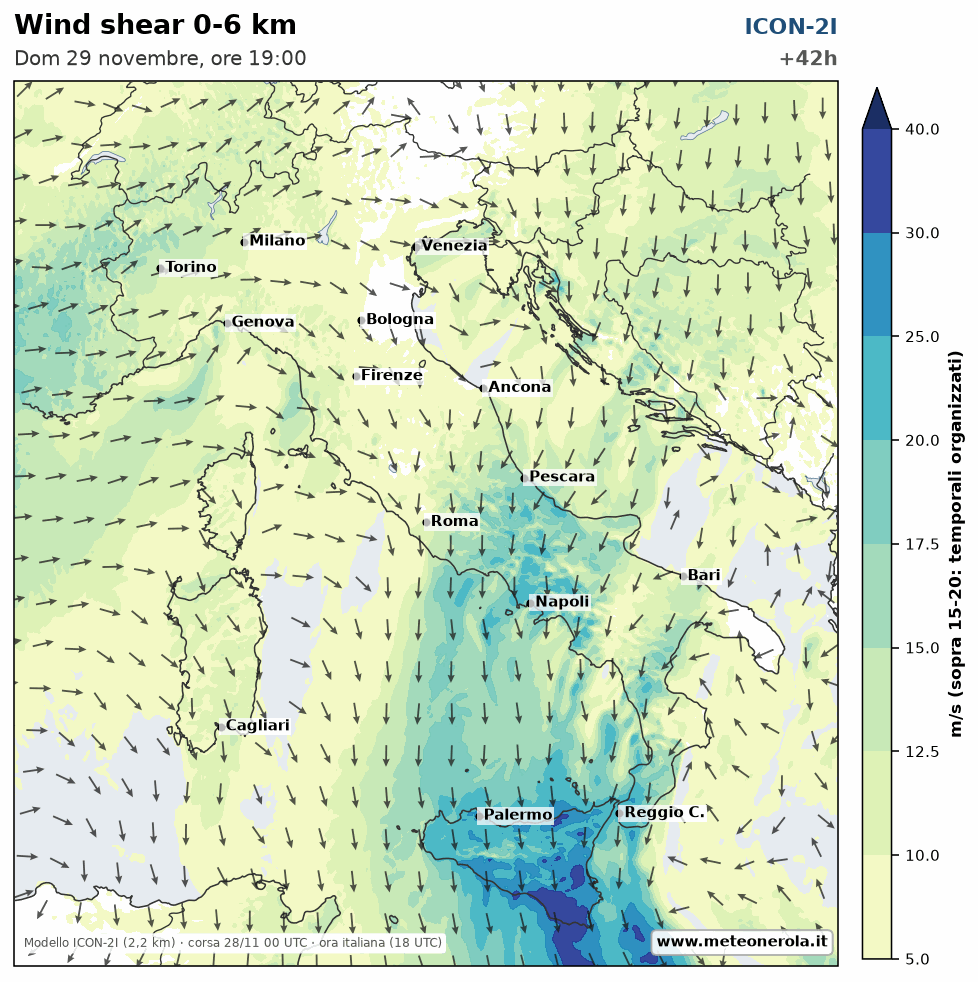 Wind shear 0-6 km
ICON-2I
Dom 29 novembre, ore 19:00
+42h
Milano
Venezia
Torino
Genova
Bologna
Firenze
Ancona
Pescara
Roma
Bari
Napoli
Cagliari
Palermo
Reggio C.
Modello ICON-2I (2,2 km) · corsa 28/11 00 UTC · ora italiana (18 UTC)
www.meteonerola.it
40.0
30.0
25.0
20.0
17.5
15.0
12.5
10.0
5.0
m/s (sopra 15-20: temporali organizzati)